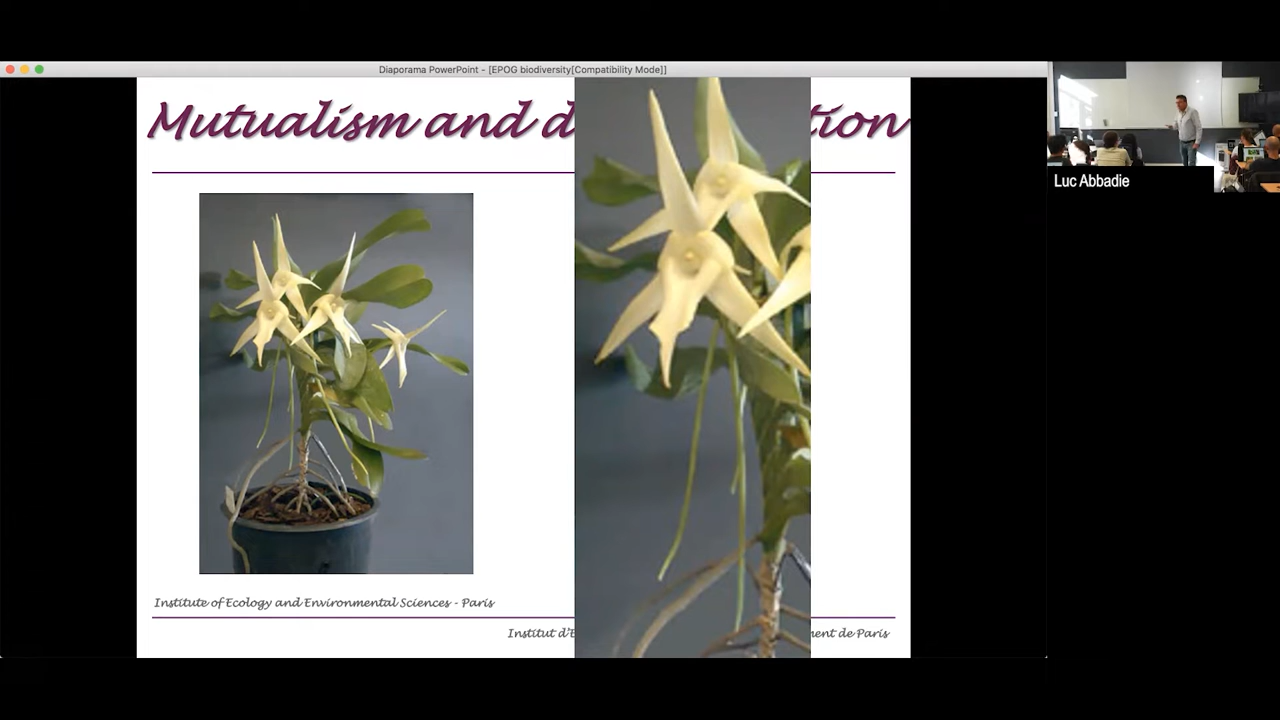 Diaporama PowerPoint - [EPOG biodiversity[Compatibility Mode]]
Mutualism and d tion
Luc Abbadie
Institute of Ecology and Environmental Sciences - Paris
Institut d'E ment de Paris